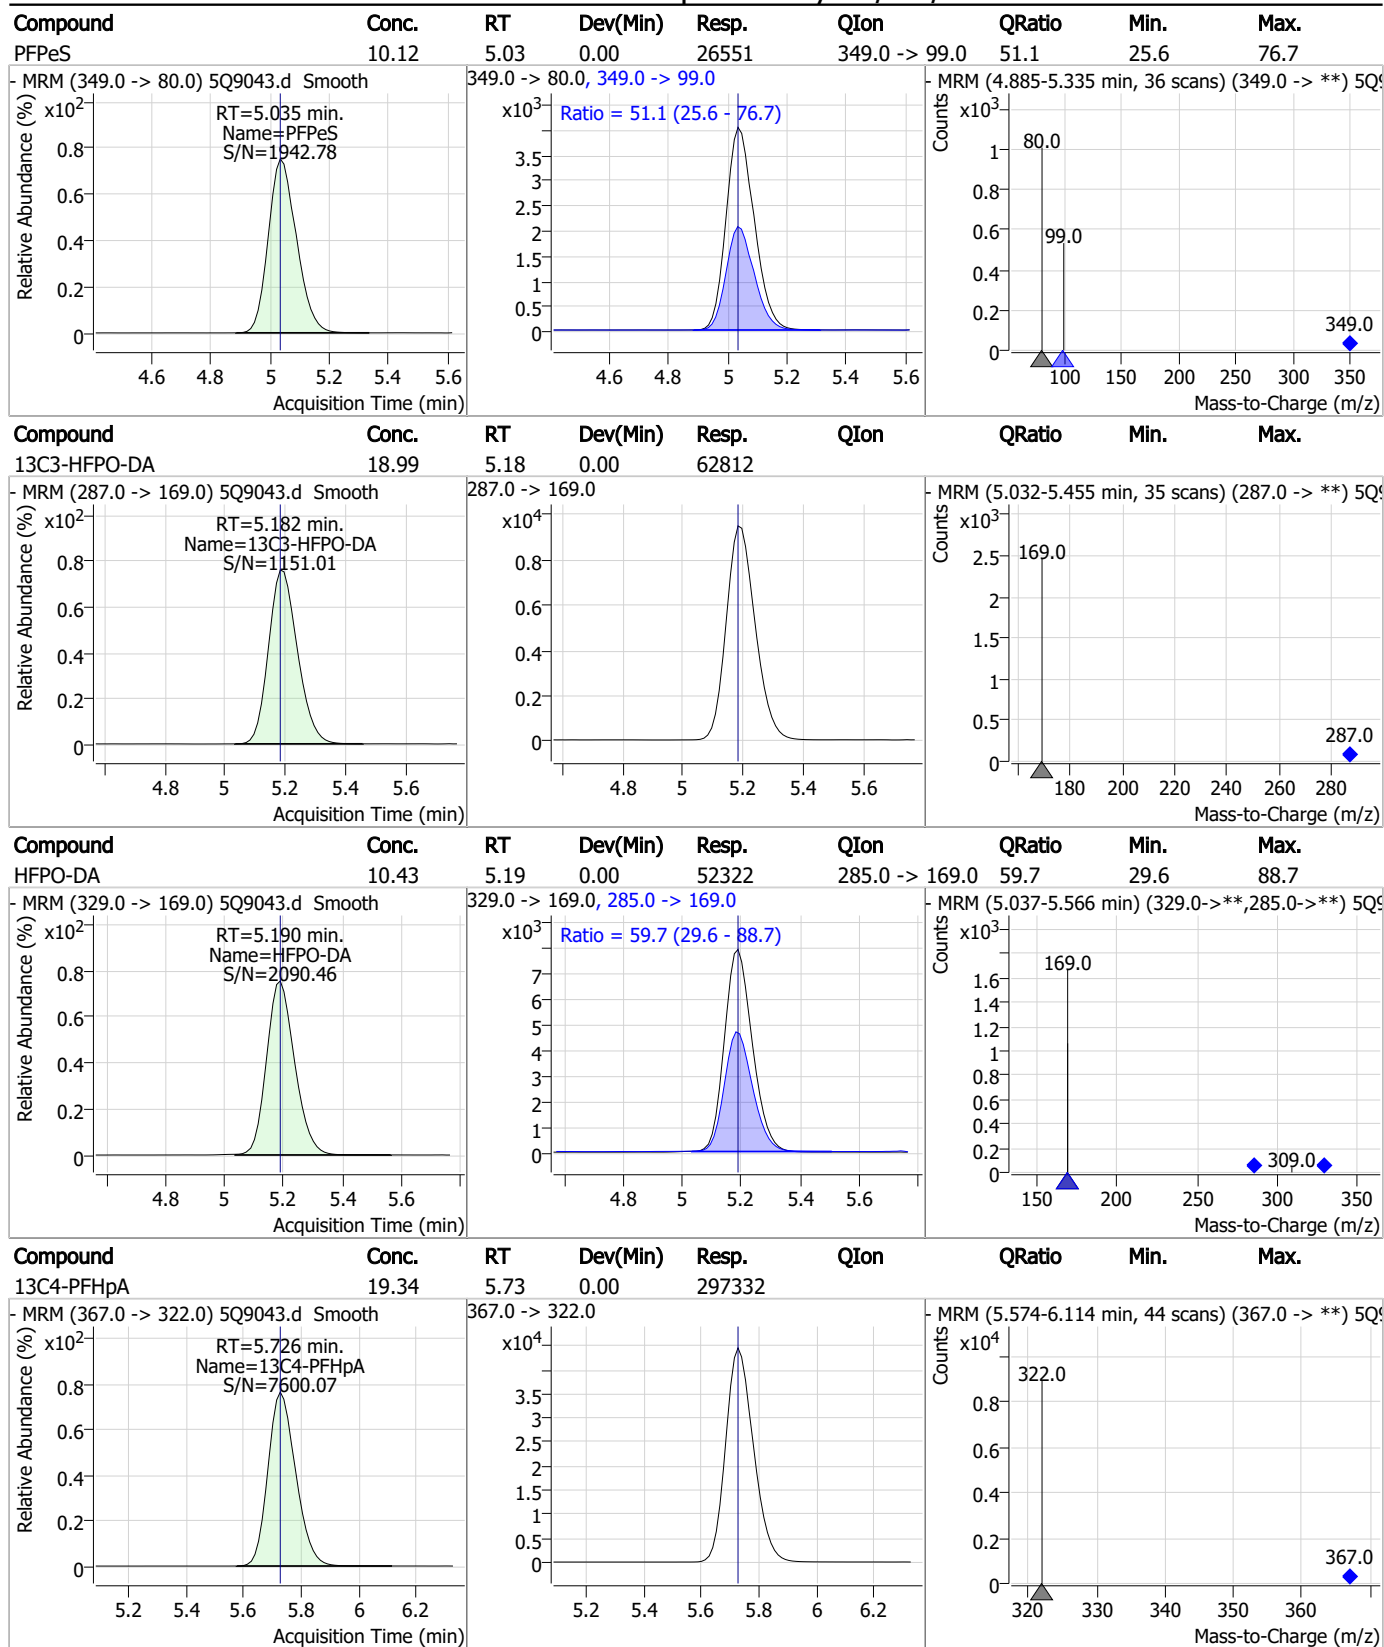 Compound Conc. RT Dev(Min) Resp. QIon QRatio Min. Max.
PFPeS 10.12 5.03 0.00 26551 349.0 -> 99.0 51.1 25.6 76.7
- MRM (349.0 -> 80.0) 5Q9043.d Smooth
x10^2
RT=5.035 min.
Name=PFPeS
S/N=1942.78
Relative Abundance (%)
0.8
0.6
0.4
0.2
0
4.6 4.8 5 5.2 5.4 5.6
Acquisition Time (min)
349.0 -> 80.0, 349.0 -> 99.0
x10^3
Ratio = 51.1 (25.6 - 76.7)
3.5
3
2.5
2
1.5
1
0.5
0
4.6 4.8 5 5.2 5.4 5.6
- MRM (4.885-5.335 min, 36 scans) (349.0 -> **) 5Q9
Counts
x10^3
80.0
99.0
349.0
1
0.8
0.6
0.4
0.2
0
100 150 200 250 300 350
Mass-to-Charge (m/z)
Compound Conc. RT Dev(Min) Resp. QIon QRatio Min. Max.
13C3-HFPO-DA 18.99 5.18 0.00 62812
- MRM (287.0 -> 169.0) 5Q9043.d Smooth
x10^2
RT=5.182 min.
Name=13C3-HFPO-DA
S/N=1151.01
Relative Abundance (%)
0.8
0.6
0.4
0.2
0
4.8 5 5.2 5.4 5.6
Acquisition Time (min)
287.0 -> 169.0
x10^4
0.8
0.6
0.4
0.2
0
4.8 5 5.2 5.4 5.6
- MRM (5.032-5.455 min, 35 scans) (287.0 -> **) 5Q9
Counts
x10^3
169.0
287.0
2.5
2
1.5
1
0.5
0
180 200 220 240 260 280
Mass-to-Charge (m/z)
Compound Conc. RT Dev(Min) Resp. QIon QRatio Min. Max.
HFPO-DA 10.43 5.19 0.00 52322 285.0 -> 169.0 59.7 29.6 88.7
- MRM (329.0 -> 169.0) 5Q9043.d Smooth
x10^2
RT=5.190 min.
Name=HFPO-DA
S/N=2090.46
Relative Abundance (%)
0.8
0.6
0.4
0.2
0
4.8 5 5.2 5.4 5.6
Acquisition Time (min)
329.0 -> 169.0, 285.0 -> 169.0
x10^3
Ratio = 59.7 (29.6 - 88.7)
7
6
5
4
3
2
1
0
4.8 5 5.2 5.4 5.6
- MRM (5.037-5.566 min) (329.0->**,285.0->**) 5Q9
Counts
x10^3
169.0
309.0
1.6
1.4
1.2
1
0.8
0.6
0.4
0.2
0
150 200 250 300 350
Mass-to-Charge (m/z)
Compound Conc. RT Dev(Min) Resp. QIon QRatio Min. Max.
13C4-PFHpA 19.34 5.73 0.00 297332
- MRM (367.0 -> 322.0) 5Q9043.d Smooth
x10^2
RT=5.726 min.
Name=13C4-PFHpA
S/N=7600.07
Relative Abundance (%)
0.8
0.6
0.4
0.2
0
5.2 5.4 5.6 5.8 6 6.2
Acquisition Time (min)
367.0 -> 322.0
x10^4
3.5
3
2.5
2
1.5
1
0.5
0
5.2 5.4 5.6 5.8 6 6.2
- MRM (5.574-6.114 min, 44 scans) (367.0 -> **) 5Q9
Counts
x10^4
322.0
367.0
0.8
0.6
0.4
0.2
0
320 330 340 350 360
Mass-to-Charge (m/z)